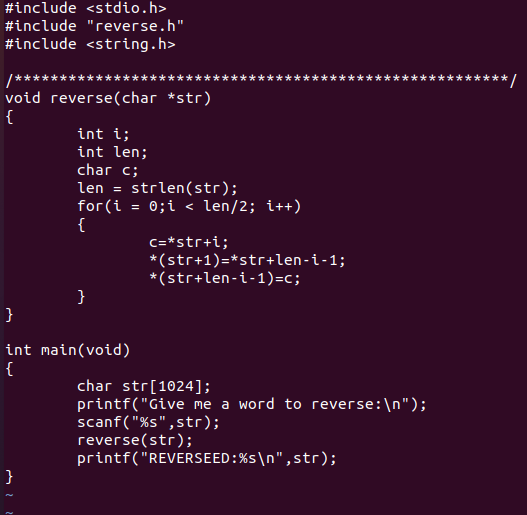 #include <stdio.h>
#include "reverse.h"
#include <string.h>

/*******************************************************/
void reverse(char *str)
{
        int i;
        int len;
        char c;
        len = strlen(str);
        for(i = 0;i < len/2; i++)
        {
                c=*str+i;
                *(str+1)=*str+len-i-1;
                *(str+len-i-1)=c;
        }
}

int main(void)
{
        char str[1024];
        printf("Give me a word to reverse:\n");
        scanf("%s",str);
        reverse(str);
        printf("REVERSEED:%s\n",str);
}
~
~